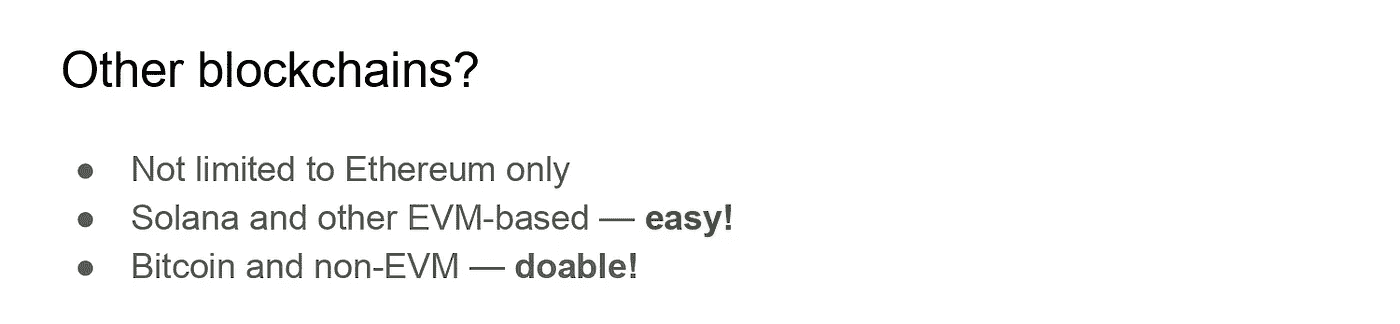 Other blockchains?
● Not limited to Ethereum only
● Solana and other EVM-based — easy!
● Bitcoin and non-EVM — doable!